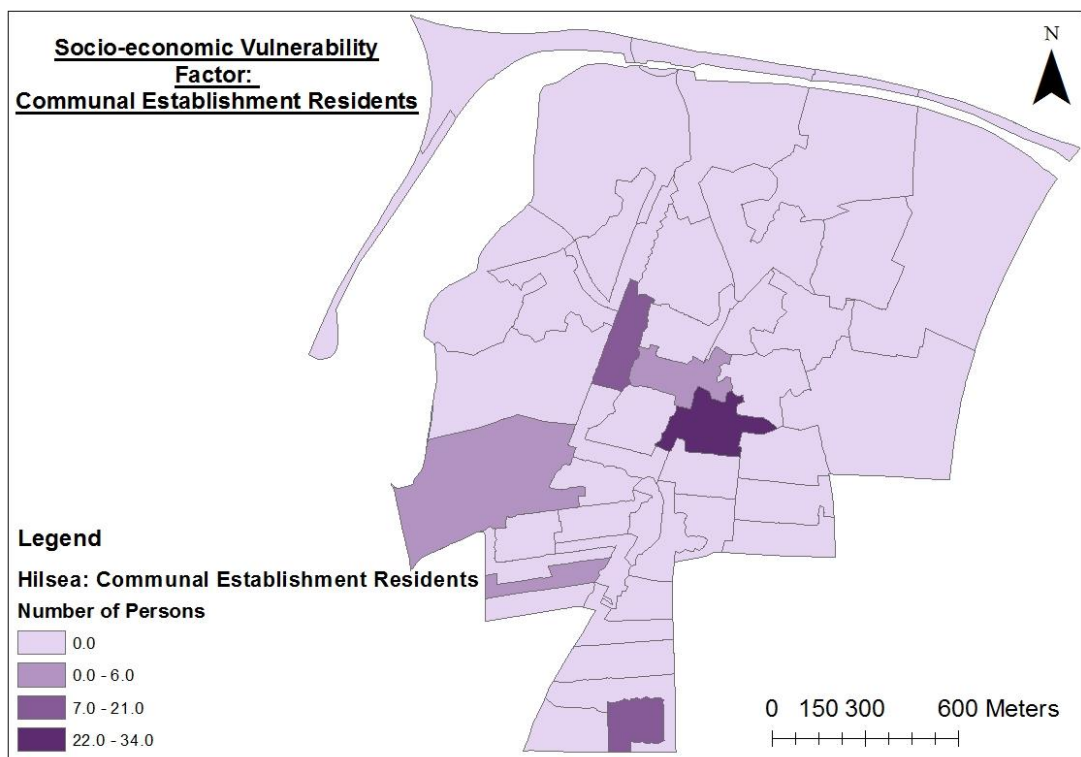 Socio-economic Vulnerability
Factor:
Communal Establishment Residents
N
Legend
Hilsea: Communal Establishment Residents
Number of Persons
0.0
0.0 - 6.0
7.0 - 21.0
22.0 - 34.0
0 150 300 600 Meters